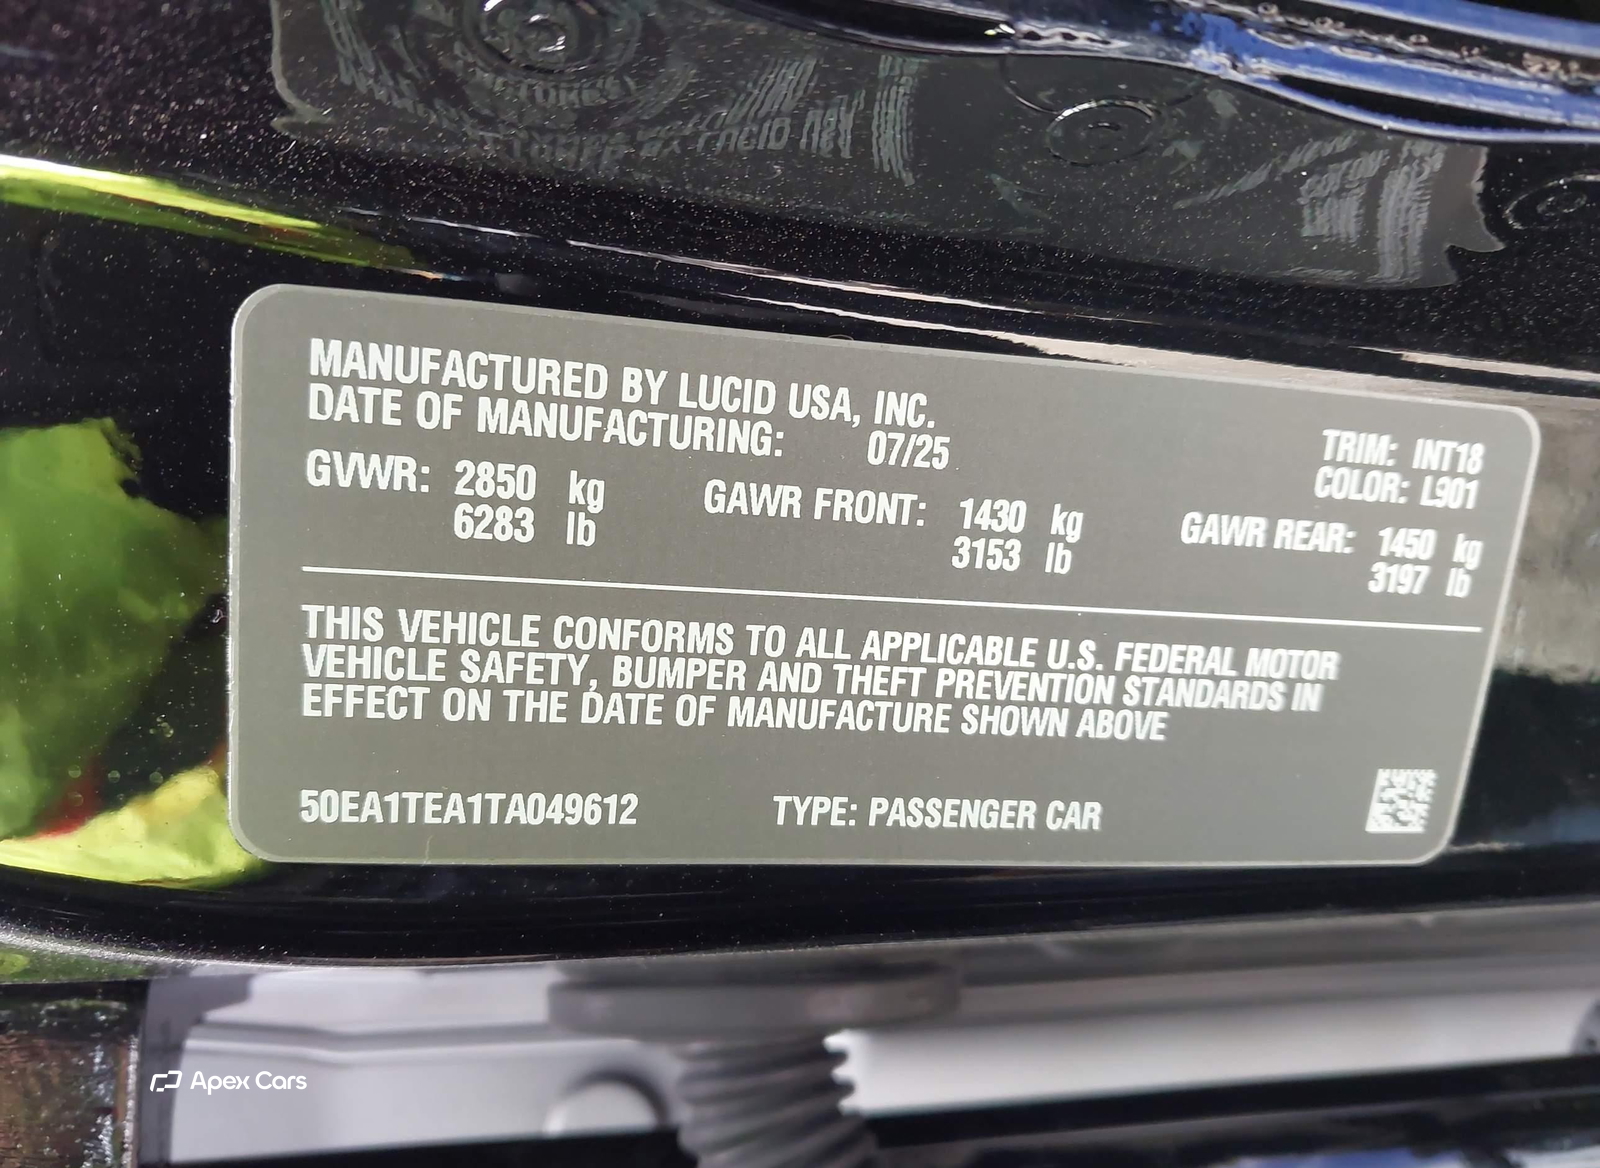 MANUFACTURED BY LUCID USA, INC.
DATE OF MANUFACTURING: 07/25
TRIM: INT18
COLOR: L901
GVWR: 2850 kg
6283 lb
GAWR FRONT: 1430 kg
3153 lb
GAWR REAR: 1450 kg
3197 lb
THIS VEHICLE CONFORMS TO ALL APPLICABLE U.S. FEDERAL MOTOR
VEHICLE SAFETY, BUMPER AND THEFT PREVENTION STANDARDS IN
EFFECT ON THE DATE OF MANUFACTURE SHOWN ABOVE
50EA1TEA1TA049612 TYPE: PASSENGER CAR
Apex Cars